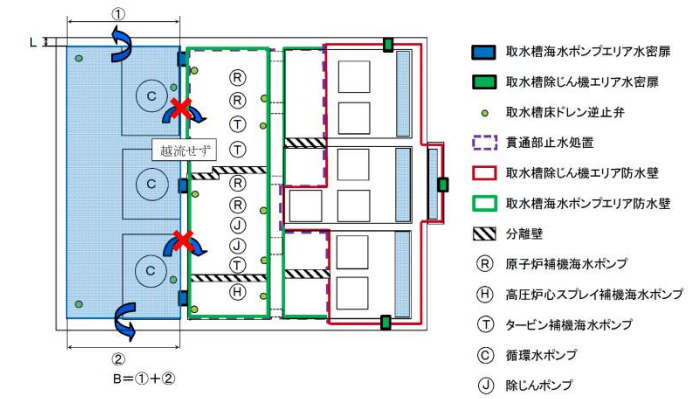 ①
L
Ⓒ
Ⓒ
Ⓒ
越流せず
Ⓡ
Ⓡ
Ⓣ
Ⓣ
Ⓡ
Ⓡ
Ⓙ
Ⓙ
Ⓣ
Ⓗ
②
B=①+②
取水槽海水ポンプエリア水密扉
取水槽除じん機エリア水密扉
取水槽床ドレン逆止弁
貫通部止水処置
取水槽除じん機エリア防水壁
取水槽海水ポンプエリア防水壁
分離壁
Ⓡ 原子炉補機海水ポンプ
Ⓗ 高圧炉心スプレイ補機海水ポンプ
Ⓣ タービン補機海水ポンプ
Ⓒ 循環水ポンプ
Ⓙ 除じんポンプ